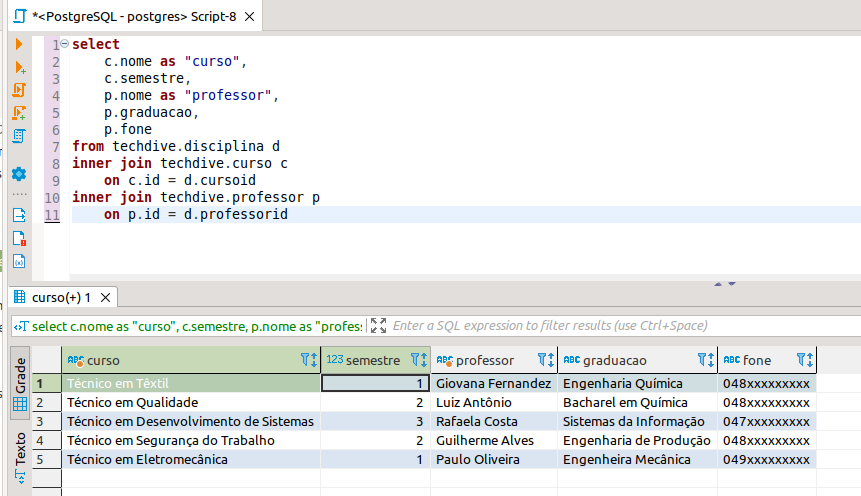 *<PostgreSQL - postgres> Script-8
1 select
2 c.nome as "curso",
3 c.semestre,
4 p.nome as "professor",
5 p.graduacao,
6 p.fone
7 from techdive.disciplina d
8 inner join techdive.curso c
9 on c.id = d.cursoid
10 inner join techdive.professor p
11 on p.id = d.professorid
curso(+) 1
select c.nome as "curso", c.semestre, p.nome as "profess Enter a SQL expression to filter results (use Ctrl+Space)
Grade
Texto
ABC curso 123 semestre ABC professor ABC graduacao ABC fone
1 Técnico em Têxtil 1 Giovana Fernandez Engenharia Química 048xxxxxxxxx
2 Técnico em Qualidade 2 Luiz Antônio Bacharel em Química 048xxxxxxxxx
3 Técnico em Desenvolvimento de Sistemas 3 Rafaela Costa Sistemas da Informação 047xxxxxxxxx
4 Técnico em Segurança do Trabalho 2 Guilherme Alves Engenharia de Produção 048xxxxxxxxx
5 Técnico em Eletromecânica 1 Paulo Oliveira Engenheira Mecânica 049xxxxxxxxx